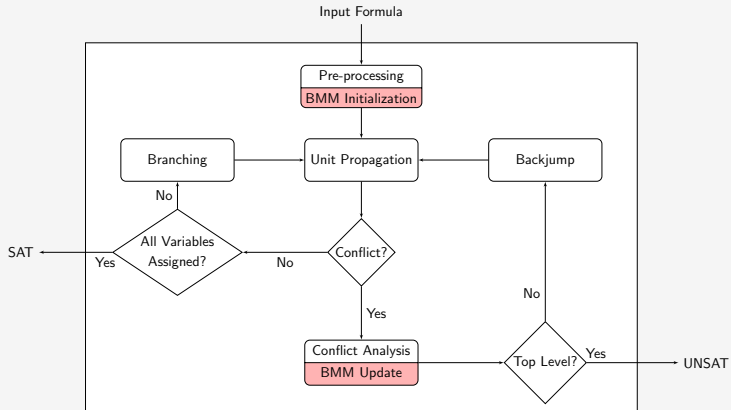 Input Formula
Pre-processing
BMM Initialization
Branching
Unit Propagation
Backjump
No
All Variables
Assigned?
Conflict?
SAT
Yes
No
Yes
No
Conflict Analysis
BMM Update
Top Level?
Yes
UNSAT